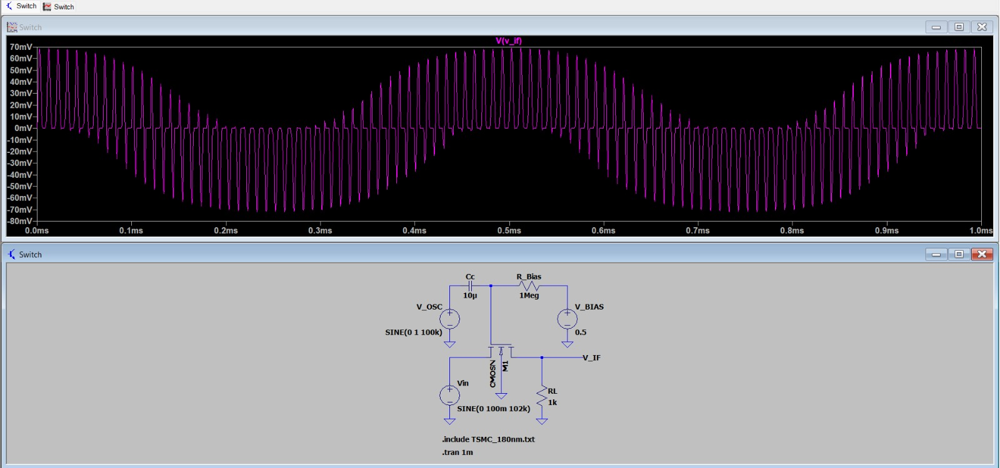 Switch Switch
Switch
V(v_if)
70mV
60mV
50mV
40mV
30mV
20mV
10mV
0mV
-10mV
-20mV
-30mV
-40mV
-50mV
-60mV
-70mV
-80mV
0.0ms 0.1ms 0.2ms 0.3ms 0.4ms 0.5ms 0.6ms 0.7ms 0.8ms 0.9ms 1.0ms
Switch
Cc
10µ
R_Bias
1Meg
V_OSC
SINE(0 1 100k)
V_BIAS
0.5
CMOSN
M1
V_IF
Vin
SINE(0 100m 102k)
RL
1k
.include TSMC_180nm.txt
.tran 1m